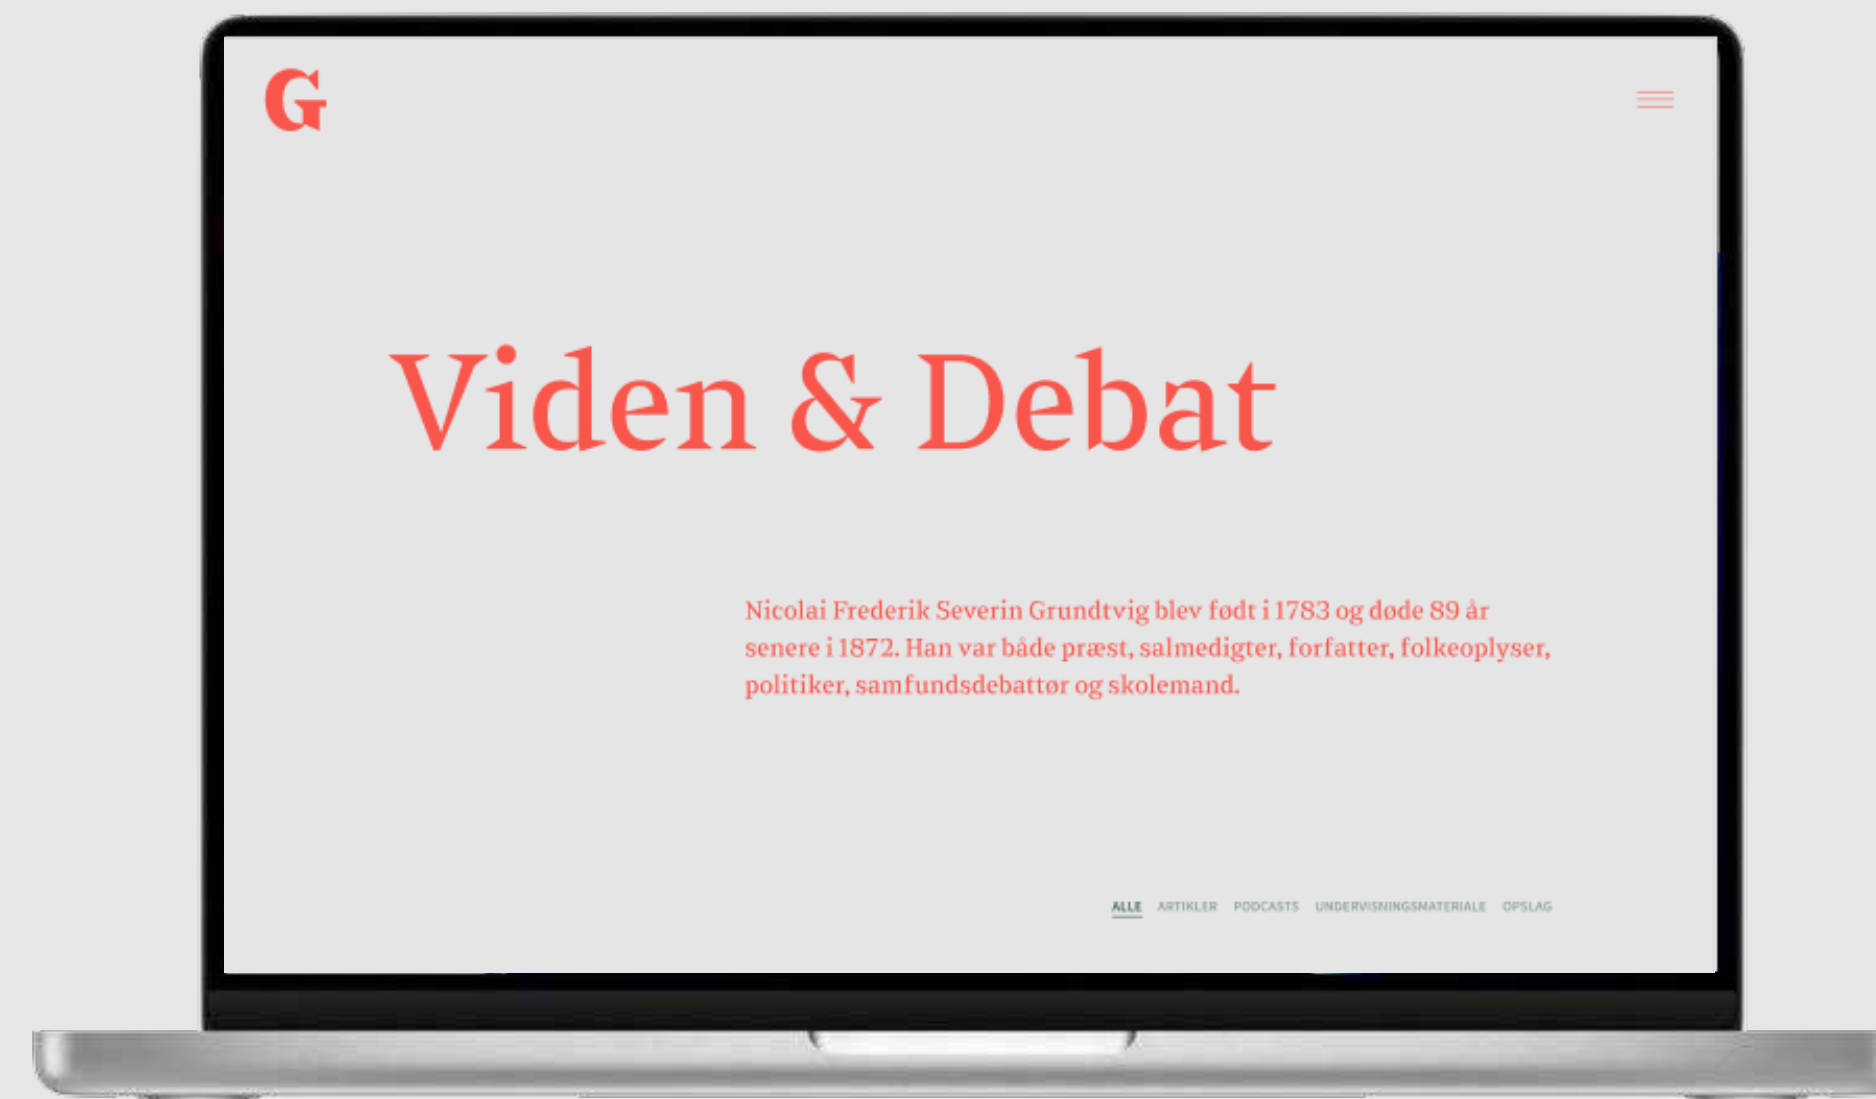 G
Viden & Debat
Nicolai Frederik Severin Grundtvig blev født i 1783 og døde 89 år
senere i 1872. Han var både præst, salmedigter, forfatter, folkeoplyser,
politiker, samfundsdebattør og skolemand.
ALLE ARTIKLER PODCASTS UNDERVISNINGSMATERIALE OPSLAG